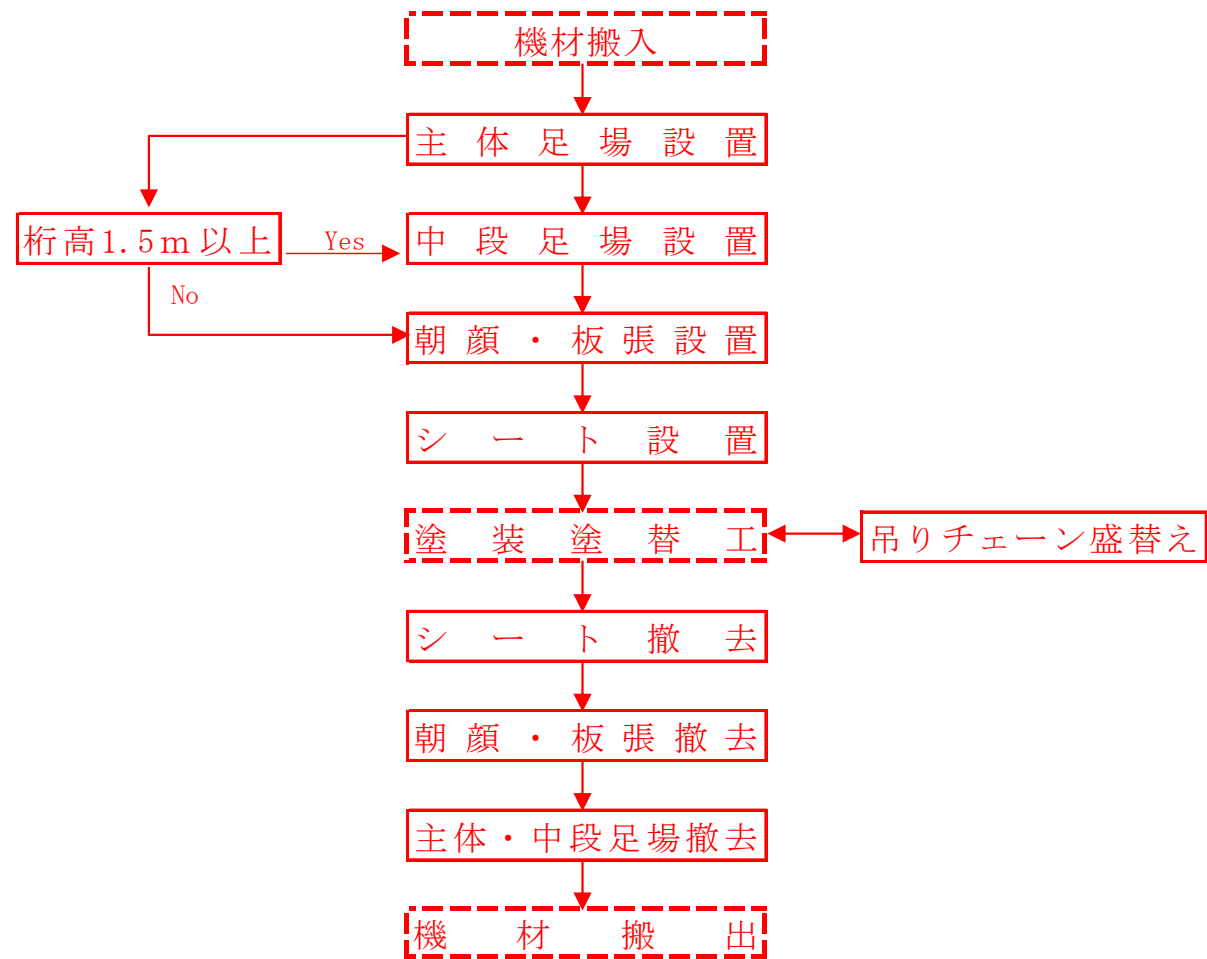 機材搬入
主体足場設置
桁高1.5m以上
Yes
中段足場設置
No
朝顔・板張設置
シート設置
塗装塗替工
吊りチェーン盛替え
シート撤去
朝顔・板張撤去
主体・中段足場撤去
機材搬出